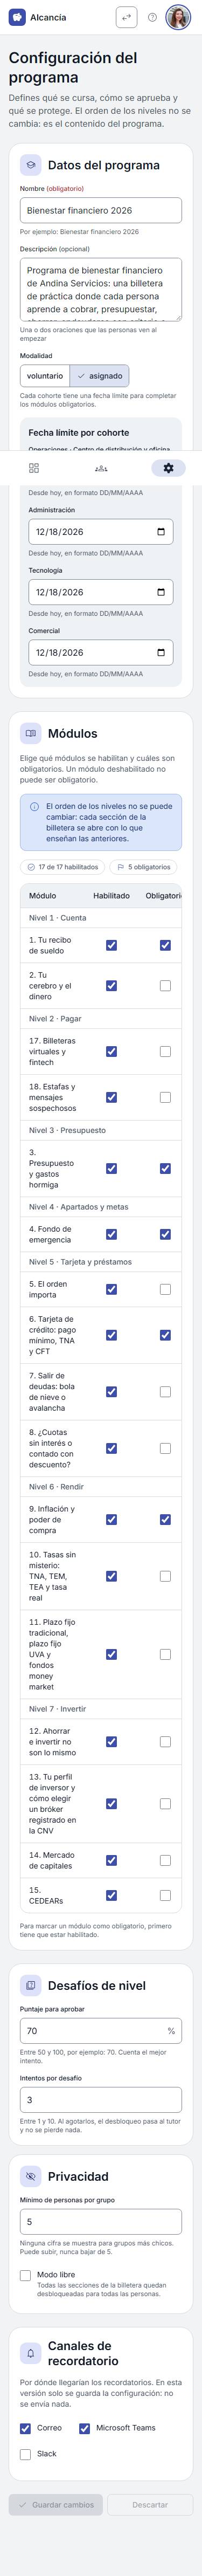 Alcancía
Configuración del
programa
Defines qué se cursa, cómo se aprueba y
qué se protege. El orden de los niveles no se
cambia: es el contenido del programa.
Datos del programa
Nombre (obligatorio)
Bienestar financiero 2026
Por ejemplo: Bienestar financiero 2026
Descripción (opcional)
Programa de bienestar financiero
de Andina Servicios: una billetera
de práctica donde cada persona
aprende a cobrar, presupuestar,
Una o dos oraciones que las personas ven al
empezar
Modalidad
voluntario
asignado
Cada cohorte tiene una fecha límite para completar
los módulos obligatorios.
Fecha límite por cohorte
Operaciones · Centro de distribución y oficina
Desde hoy, en formato DD/MM/AAAA
Administración
12/18/2026
Desde hoy, en formato DD/MM/AAAA
Tecnología
12/18/2026
Desde hoy, en formato DD/MM/AAAA
Comercial
12/18/2026
Desde hoy, en formato DD/MM/AAAA
Módulos
Elige qué módulos se habilitan y cuáles son
obligatorios. Un módulo deshabilitado no
puede ser obligatorio.
El orden de los niveles no se puede
cambiar: cada sección de la
billetera se abre con lo que
enseñan las anteriores.
17 de 17 habilitados
5 obligatorios
Módulo Habilitado Obligatorio
Nivel 1 · Cuenta
1. Tu recibo
de sueldo
2. Tu
cerebro y el
dinero
Nivel 2 · Pagar
17. Billeteras
virtuales y
fintech
18. Estafas y
mensajes
sospechosos
Nivel 3 · Presupuesto
3.
Presupuesto
y gastos
hormiga
Nivel 4 · Apartados y metas
4. Fondo de
emergencia
Nivel 5 · Tarjeta y préstamos
5. El orden
importa
6. Tarjeta de
crédito: pago
mínimo, TNA
y CFT
7. Salir de
deudas: bola
de nieve o
avalancha
8. ¿Cuotas
sin interés o
contado con
descuento?
Nivel 6 · Rendir
9. Inflación y
poder de
compra
10. Tasas sin
misterio:
TNA, TEM,
TEA y tasa
real
11. Plazo fijo
tradicional,
plazo fijo
UVA y
fondos
money
market
Nivel 7 · Invertir
12. Ahorrar
e invertir no
son lo mismo
13. Tu perfil
de inversor y
cómo elegir
un bróker
registrado en
la CNV
14. Mercado
de capitales
15.
CEDEARs
Para marcar un módulo como obligatorio, primero
tiene que estar habilitado.
Desafíos de nivel
Puntaje para aprobar
70 %
Entre 50 y 100, por ejemplo: 70. Cuenta el mejor
intento.
Intentos por desafío
3
Entre 1 y 10. Al agotarlos, el desbloqueo pasa al tutor
y no se pierde nada.
Privacidad
Mínimo de personas por grupo
5
Ninguna cifra se muestra para grupos más chicos.
Puede subir, nunca bajar de 5.
Modo libre
Todas las secciones de la billetera quedan
desbloqueadas para todas las personas.
Canales de
recordatorio
Por dónde llegarían los recordatorios. En esta
versión solo se guarda la configuración: no
se envía nada.
Correo
Microsoft Teams
Slack
Guardar cambios
Descartar